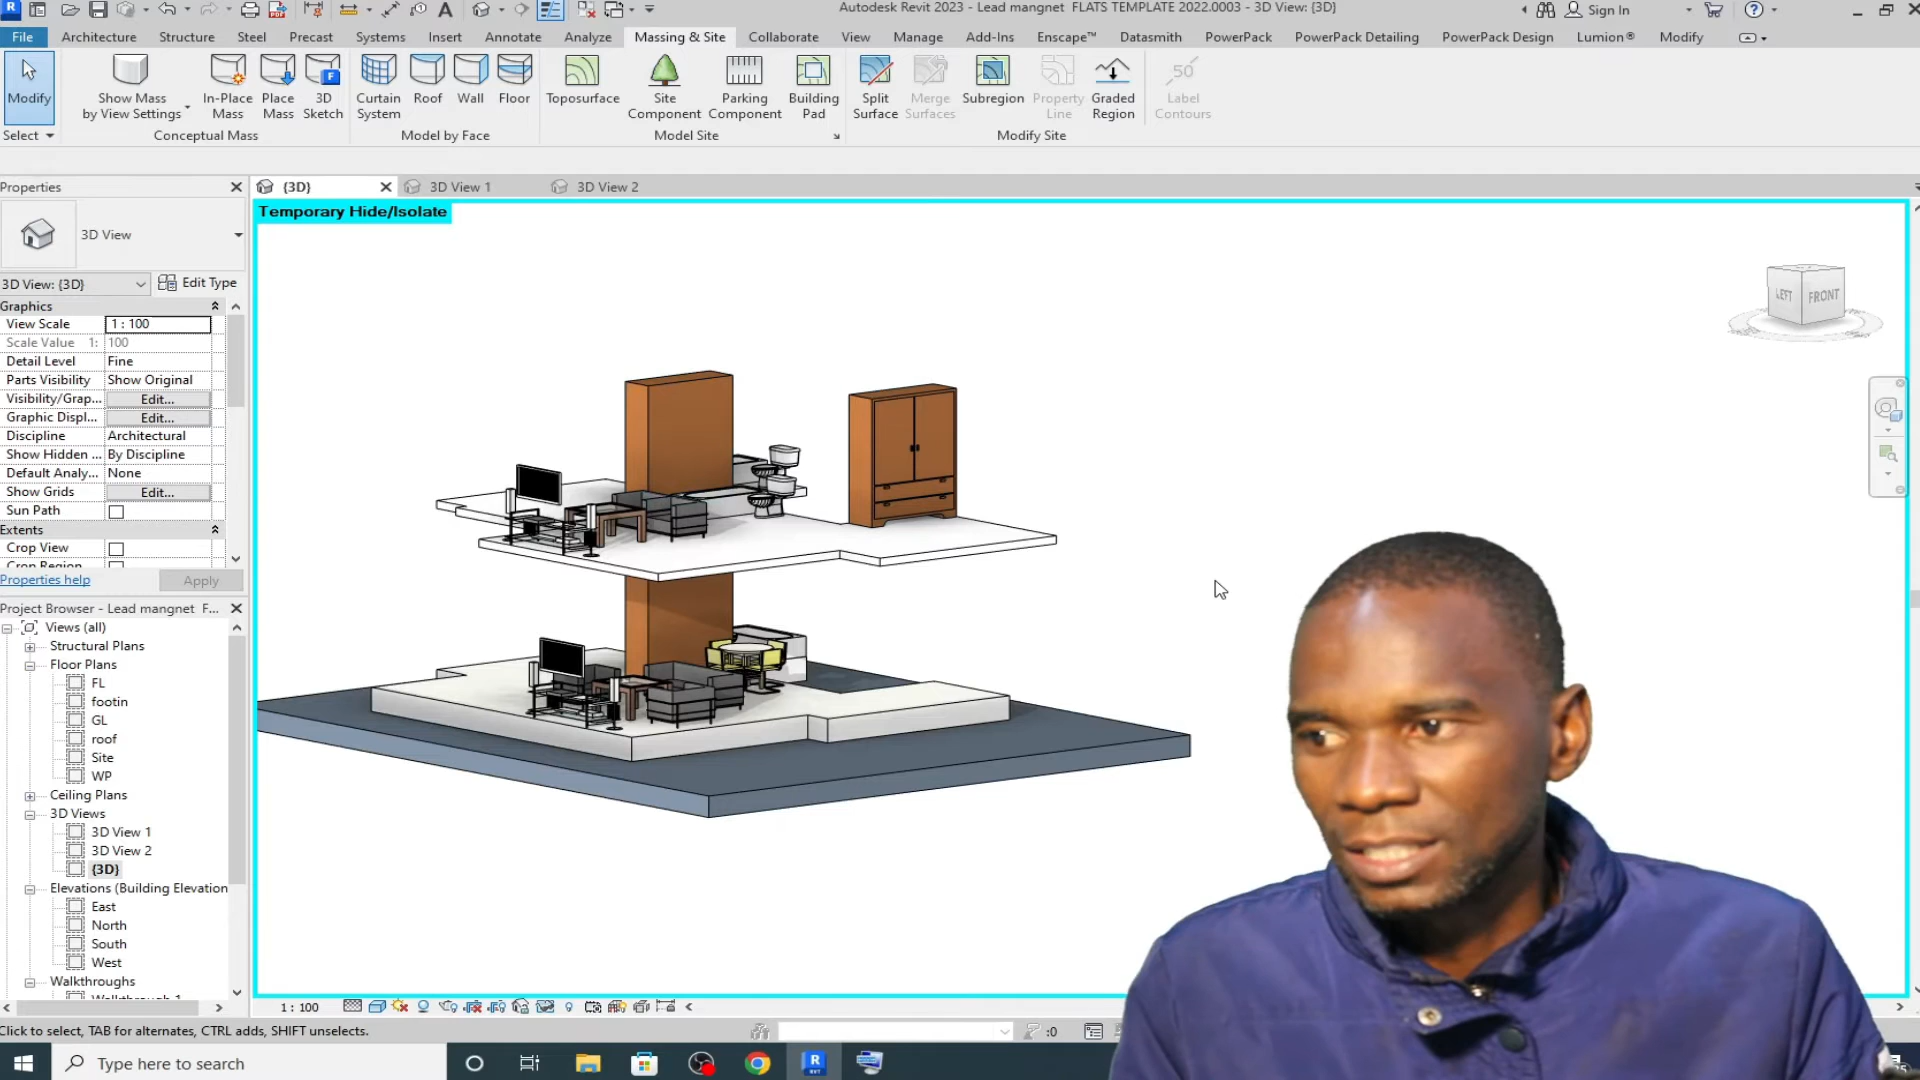 Autodesk Revit 2023 - Lead mangnet FLATS TEMPLATE 2022.0003 - 3D View: {3D}
Sign In
File Architecture Structure Steel Precast Systems Insert Annotate Analyze Massing & Site Collaborate View Manage Add-Ins Enscape™ Datasmith PowerPack PowerPack Detailing PowerPack Design Lumion® Modify
Modify
Show Mass
by View Settings
In-Place
Mass
Place
Mass
3D
Sketch
Curtain
System
Roof
Wall
Floor
Toposurface
Site
Component
Parking
Component
Building
Pad
Split
Surface
Merge
Surfaces
Subregion
Property
Line
Graded
Region
50
Label
Contours
Select
Conceptual Mass
Model by Face
Model Site
Modify Site
Properties
{3D}
3D View 1
3D View 2
Temporary Hide/Isolate
3D View
3D View: {3D}
Edit Type
Graphics
View Scale 1 : 100
Scale Value 1: 100
Detail Level Fine
Parts Visibility Show Original
Visibility/Grap... Edit...
Graphic Displ... Edit...
Discipline Architectural
Show Hidden ... By Discipline
Default Analy... None
Show Grids Edit...
Sun Path
Extents
Crop View
Properties help
Apply
LEFT
FRONT
Project Browser - Lead mangnet F...
Views (all)
Structural Plans
Floor Plans
FL
footin
GL
roof
Site
WP
Ceiling Plans
3D Views
3D View 1
3D View 2
{3D}
Elevations (Building Elevation
East
North
South
West
Walkthroughs
1 : 100
Click to select, TAB for alternates, CTRL adds, SHIFT unselects.
:0
Type here to search